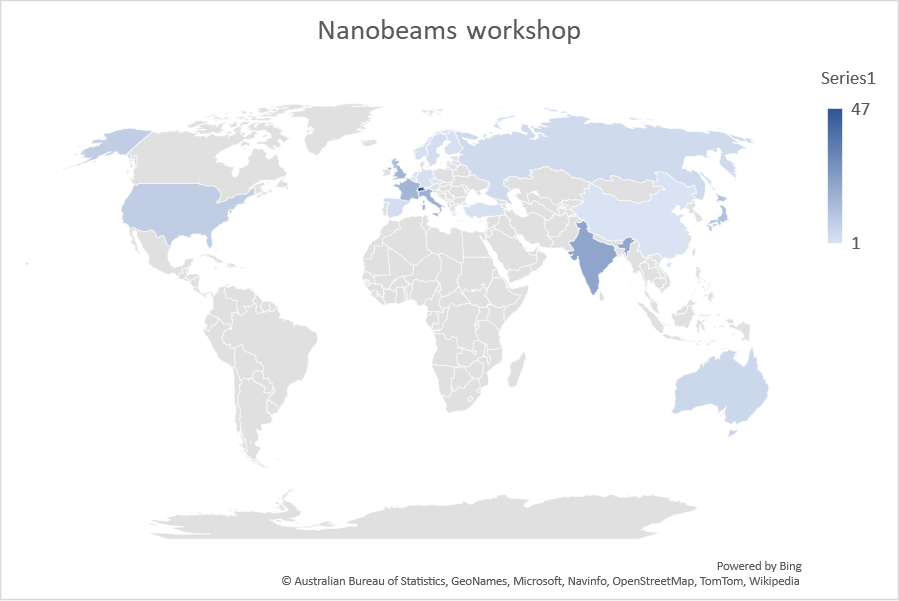 Nanobeams workshop
Series1
47
1
Powered by Bing
© Australian Bureau of Statistics, GeoNames, Microsoft, Navinfo, OpenStreetMap, TomTom, Wikipedia